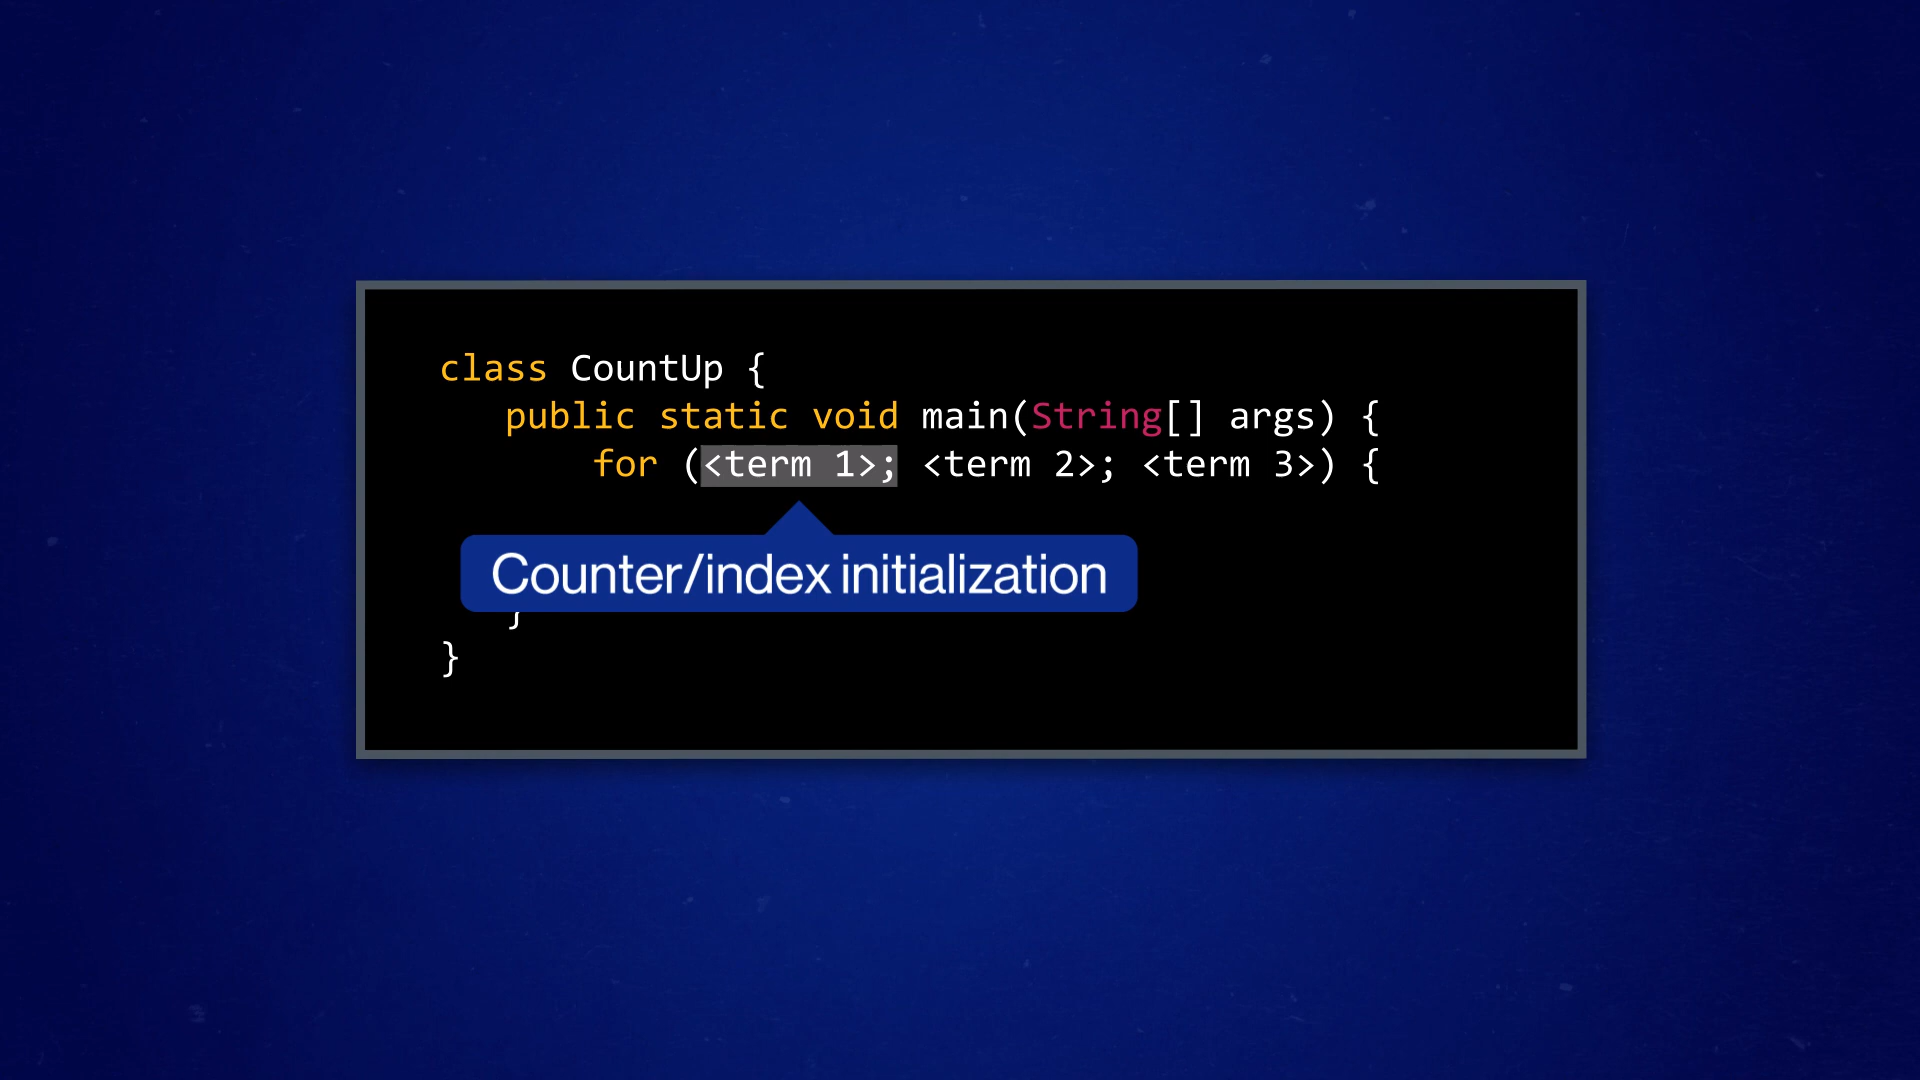 class CountUp {
public static void main(String[] args) {
for (<term 1>; <term 2>; <term 3>) {
Counter/index initialization
}
}